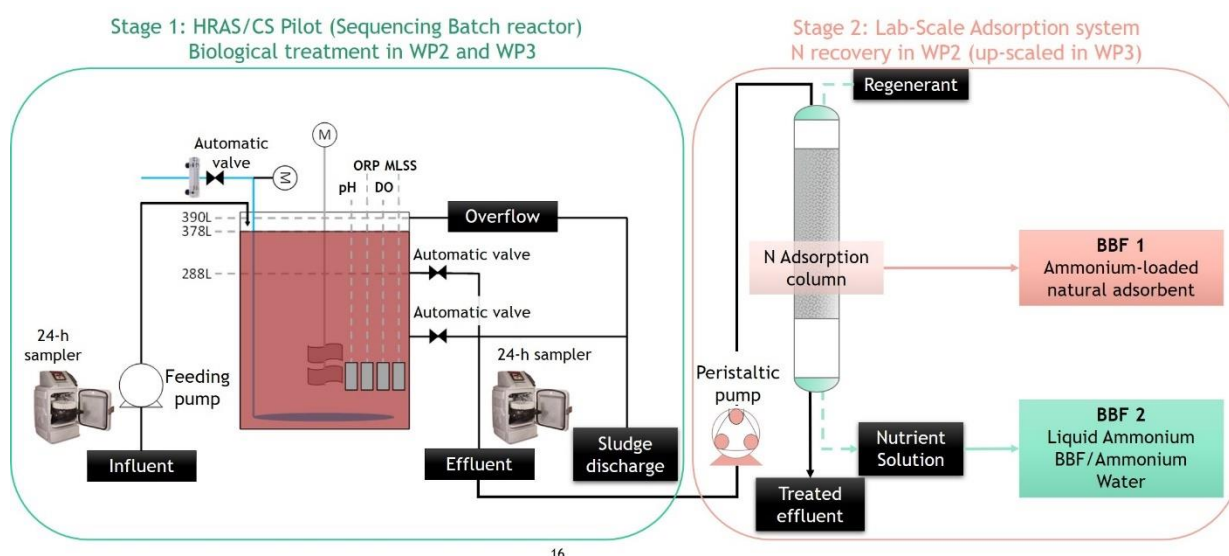 Stage 1: HRAS/CS Pilot (Sequencing Batch reactor)
Biological treatment in WP2 and WP3
Stage 2: Lab-Scale Adsorption system
N recovery in WP2 (up-scaled in WP3)
Regenerant
Automatic
valve
M
M
ORP MLSS
pH DO
390L
378L
288L
Overflow
Automatic valve
Automatic valve
24-h
sampler
Feeding
pump
Influent
24-h sampler
Effluent
Sludge
discharge
Peristaltic
pump
N Adsorption
column
BBF 1
Ammonium-loaded
natural adsorbent
Nutrient
Solution
Treated
effluent
BBF 2
Liquid Ammonium
BBF/Ammonium
Water
16